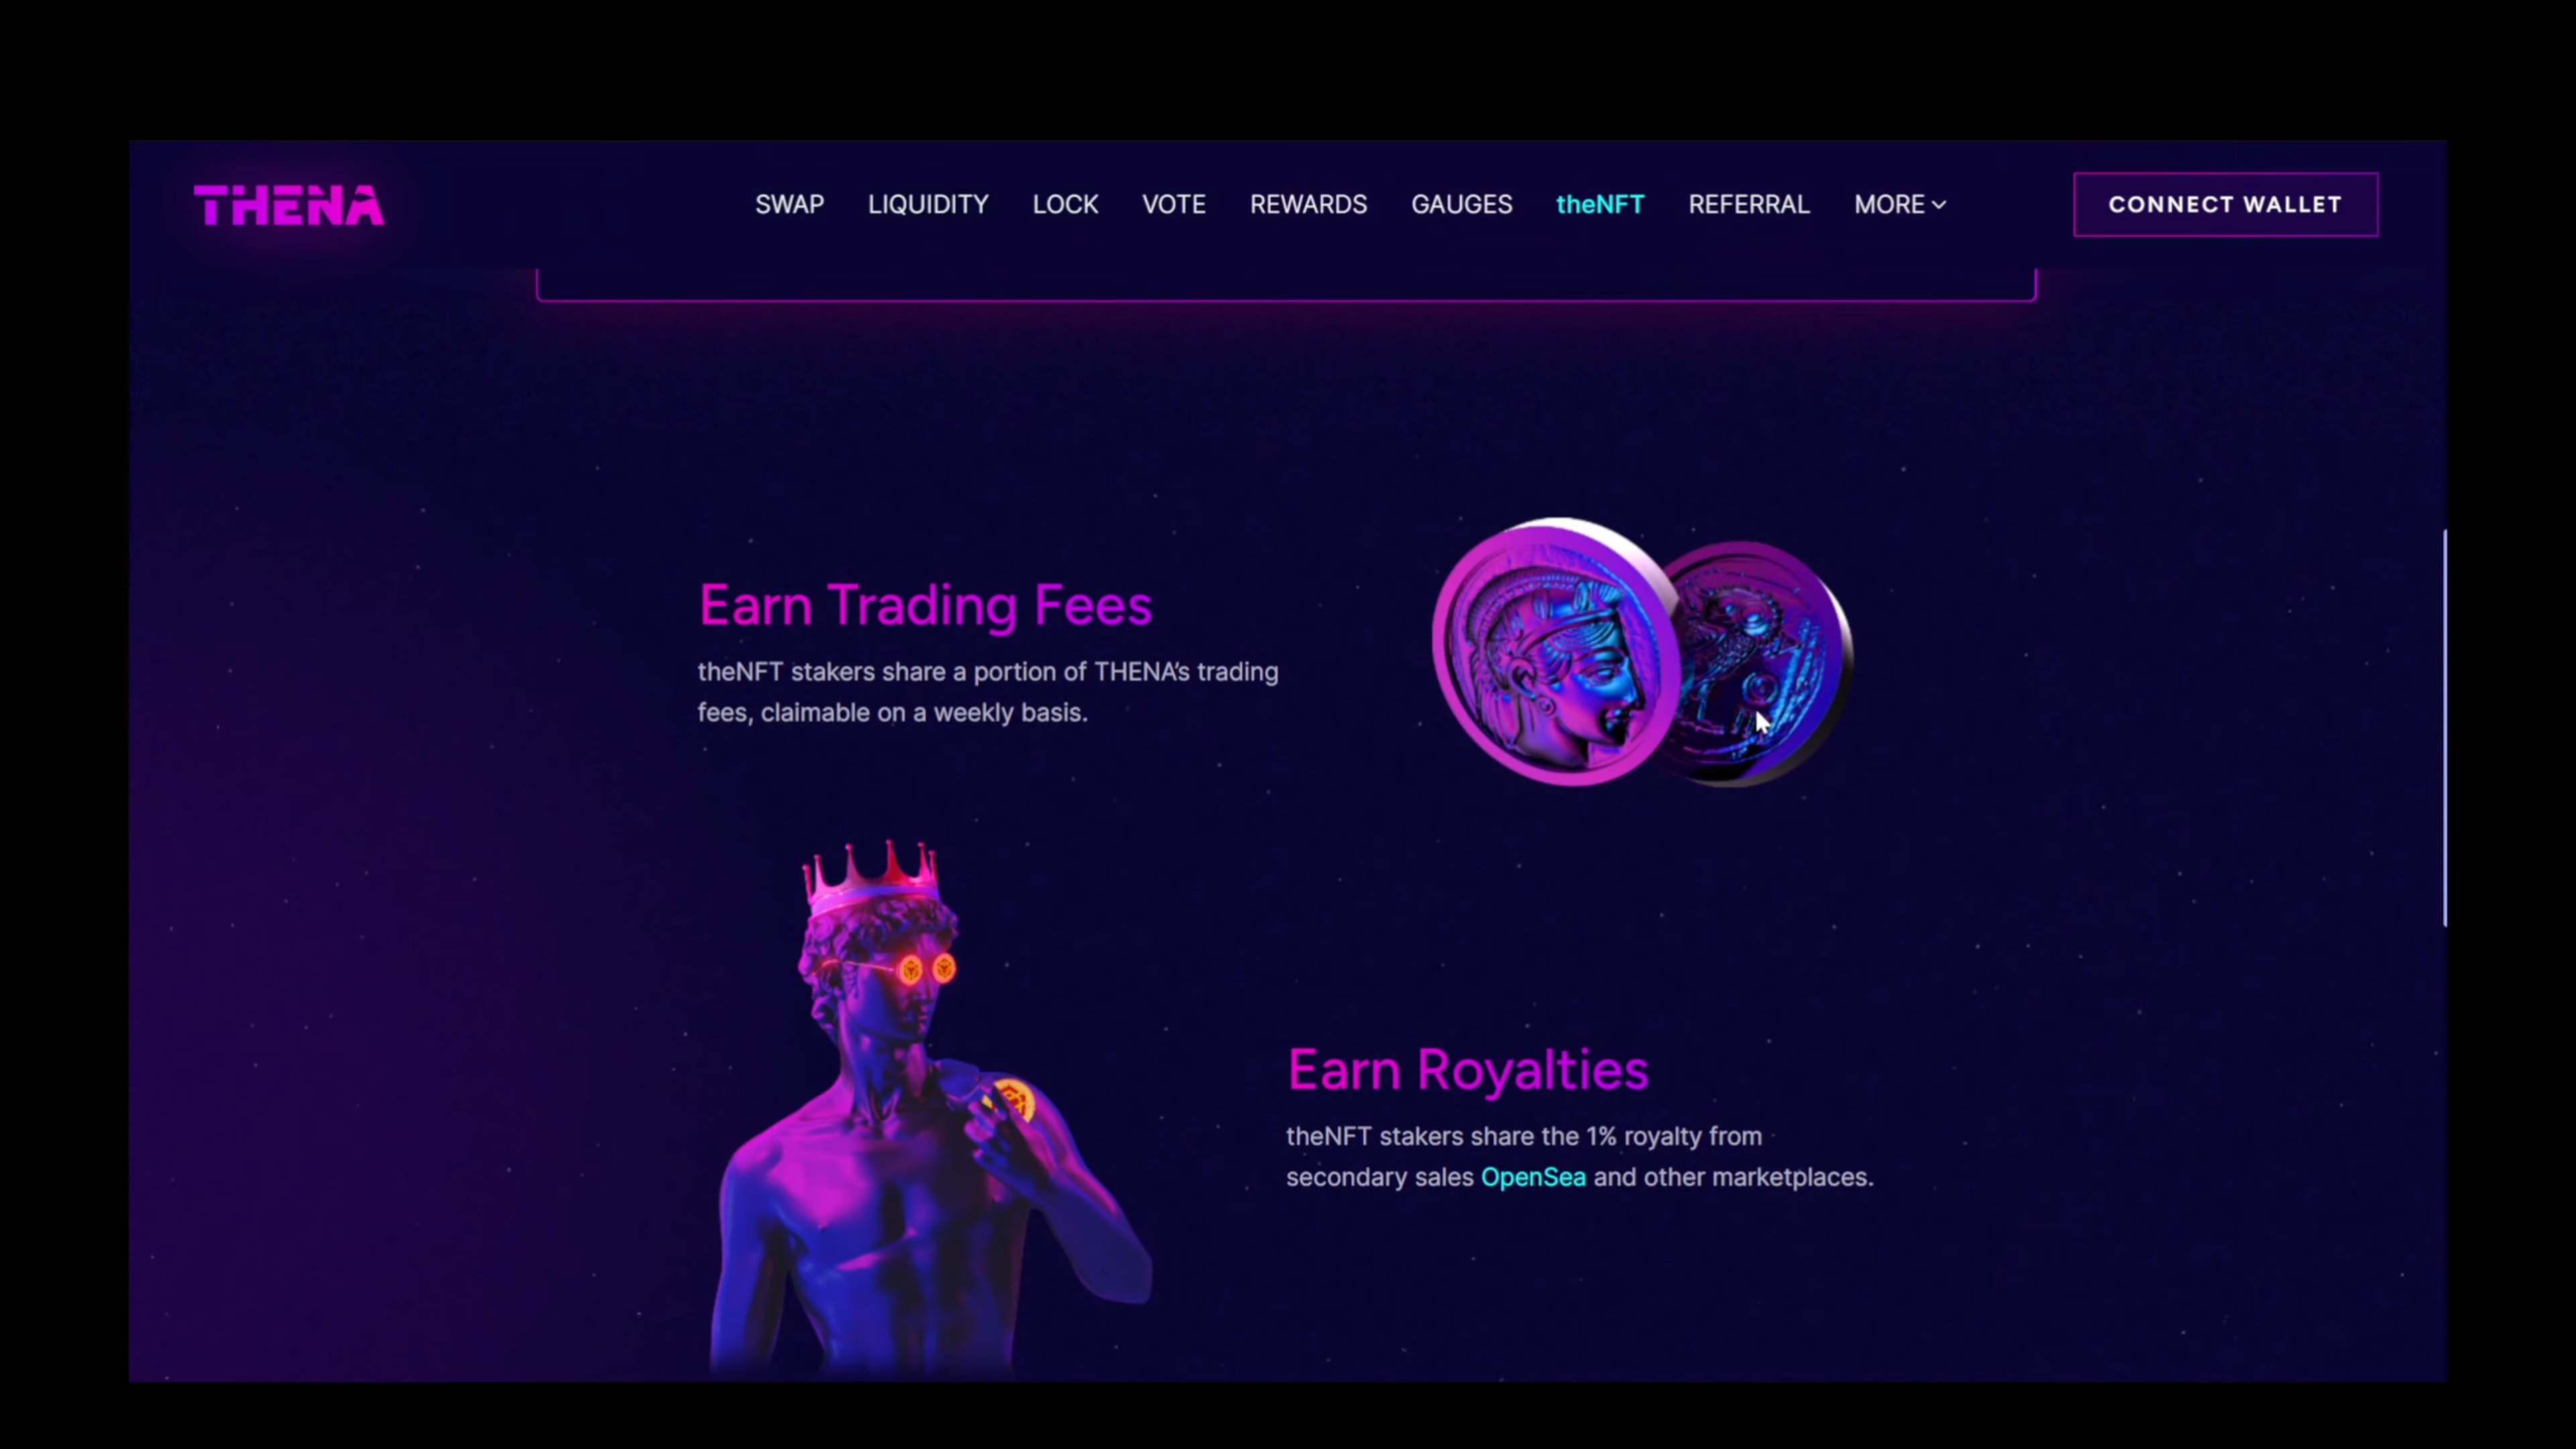 THENA
SWAP LIQUIDITY LOCK VOTE REWARDS GAUGES theNFT REFERRAL MORE
CONNECT WALLET
Earn Trading Fees
theNFT stakers share a portion of THENA's trading
fees, claimable on a weekly basis.
Earn Royalties
theNFT stakers share the 1% royalty from
secondary sales OpenSea and other marketplaces.